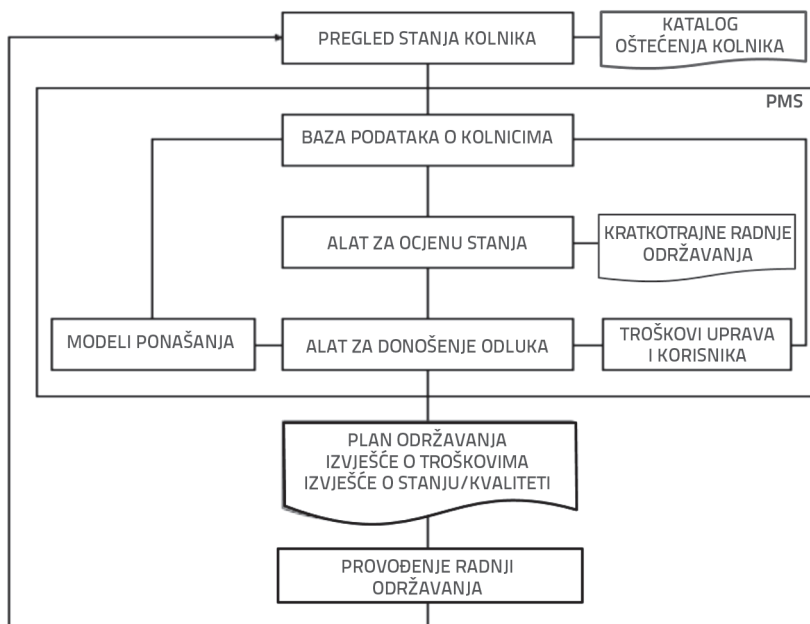 PREGLED STANJA KOLNIKA
KATALOG
OŠTEĆENJA KOLNIKA
PMS
BAZA PODATAKA O KOLNICIMA
ALAT ZA OCJENU STANJA
KRATKOTRAJNE RADNJE
ODRŽAVANJA
MODELI PONAŠANJA
ALAT ZA DONOŠENJE ODLUKA
TROŠKOVI UPRAVA
I KORISNIKA
PLAN ODRŽAVANJA
IZVJEŠĆE O TROŠKOVIMA
IZVJEŠĆE O STANJU/KVALITETI
PROVOĐENJE RADNJI
ODRŽAVANJA